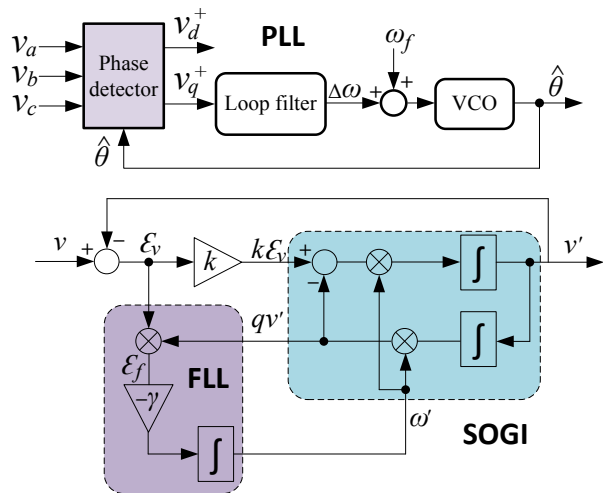 v_a
v_b
v_c
Phase detector
v_d^+
v_q^+
PLL
Loop filter
Δω
+
+
ω_f
VCO
θ̂
θ̂
v
+
−
ε_v
k
kε_v
+
−
∫
v'
qv'
∫
ε_f
−γ
FLL
∫
ω'
SOGI